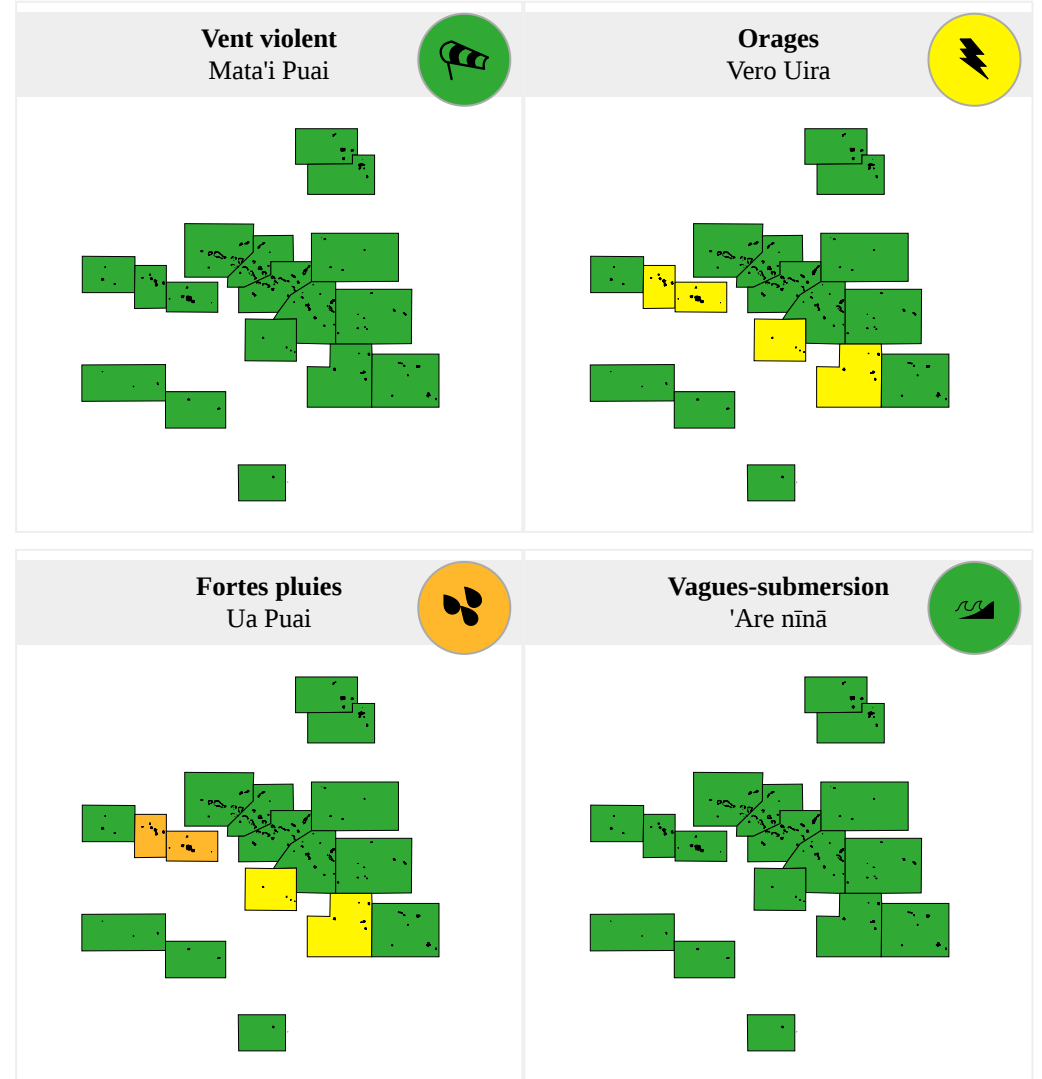 Vent violent
Mata'i Puai
Orages
Vero Uira
Fortes pluies
Ua Puai
Vagues-submersion
'Are nīnā